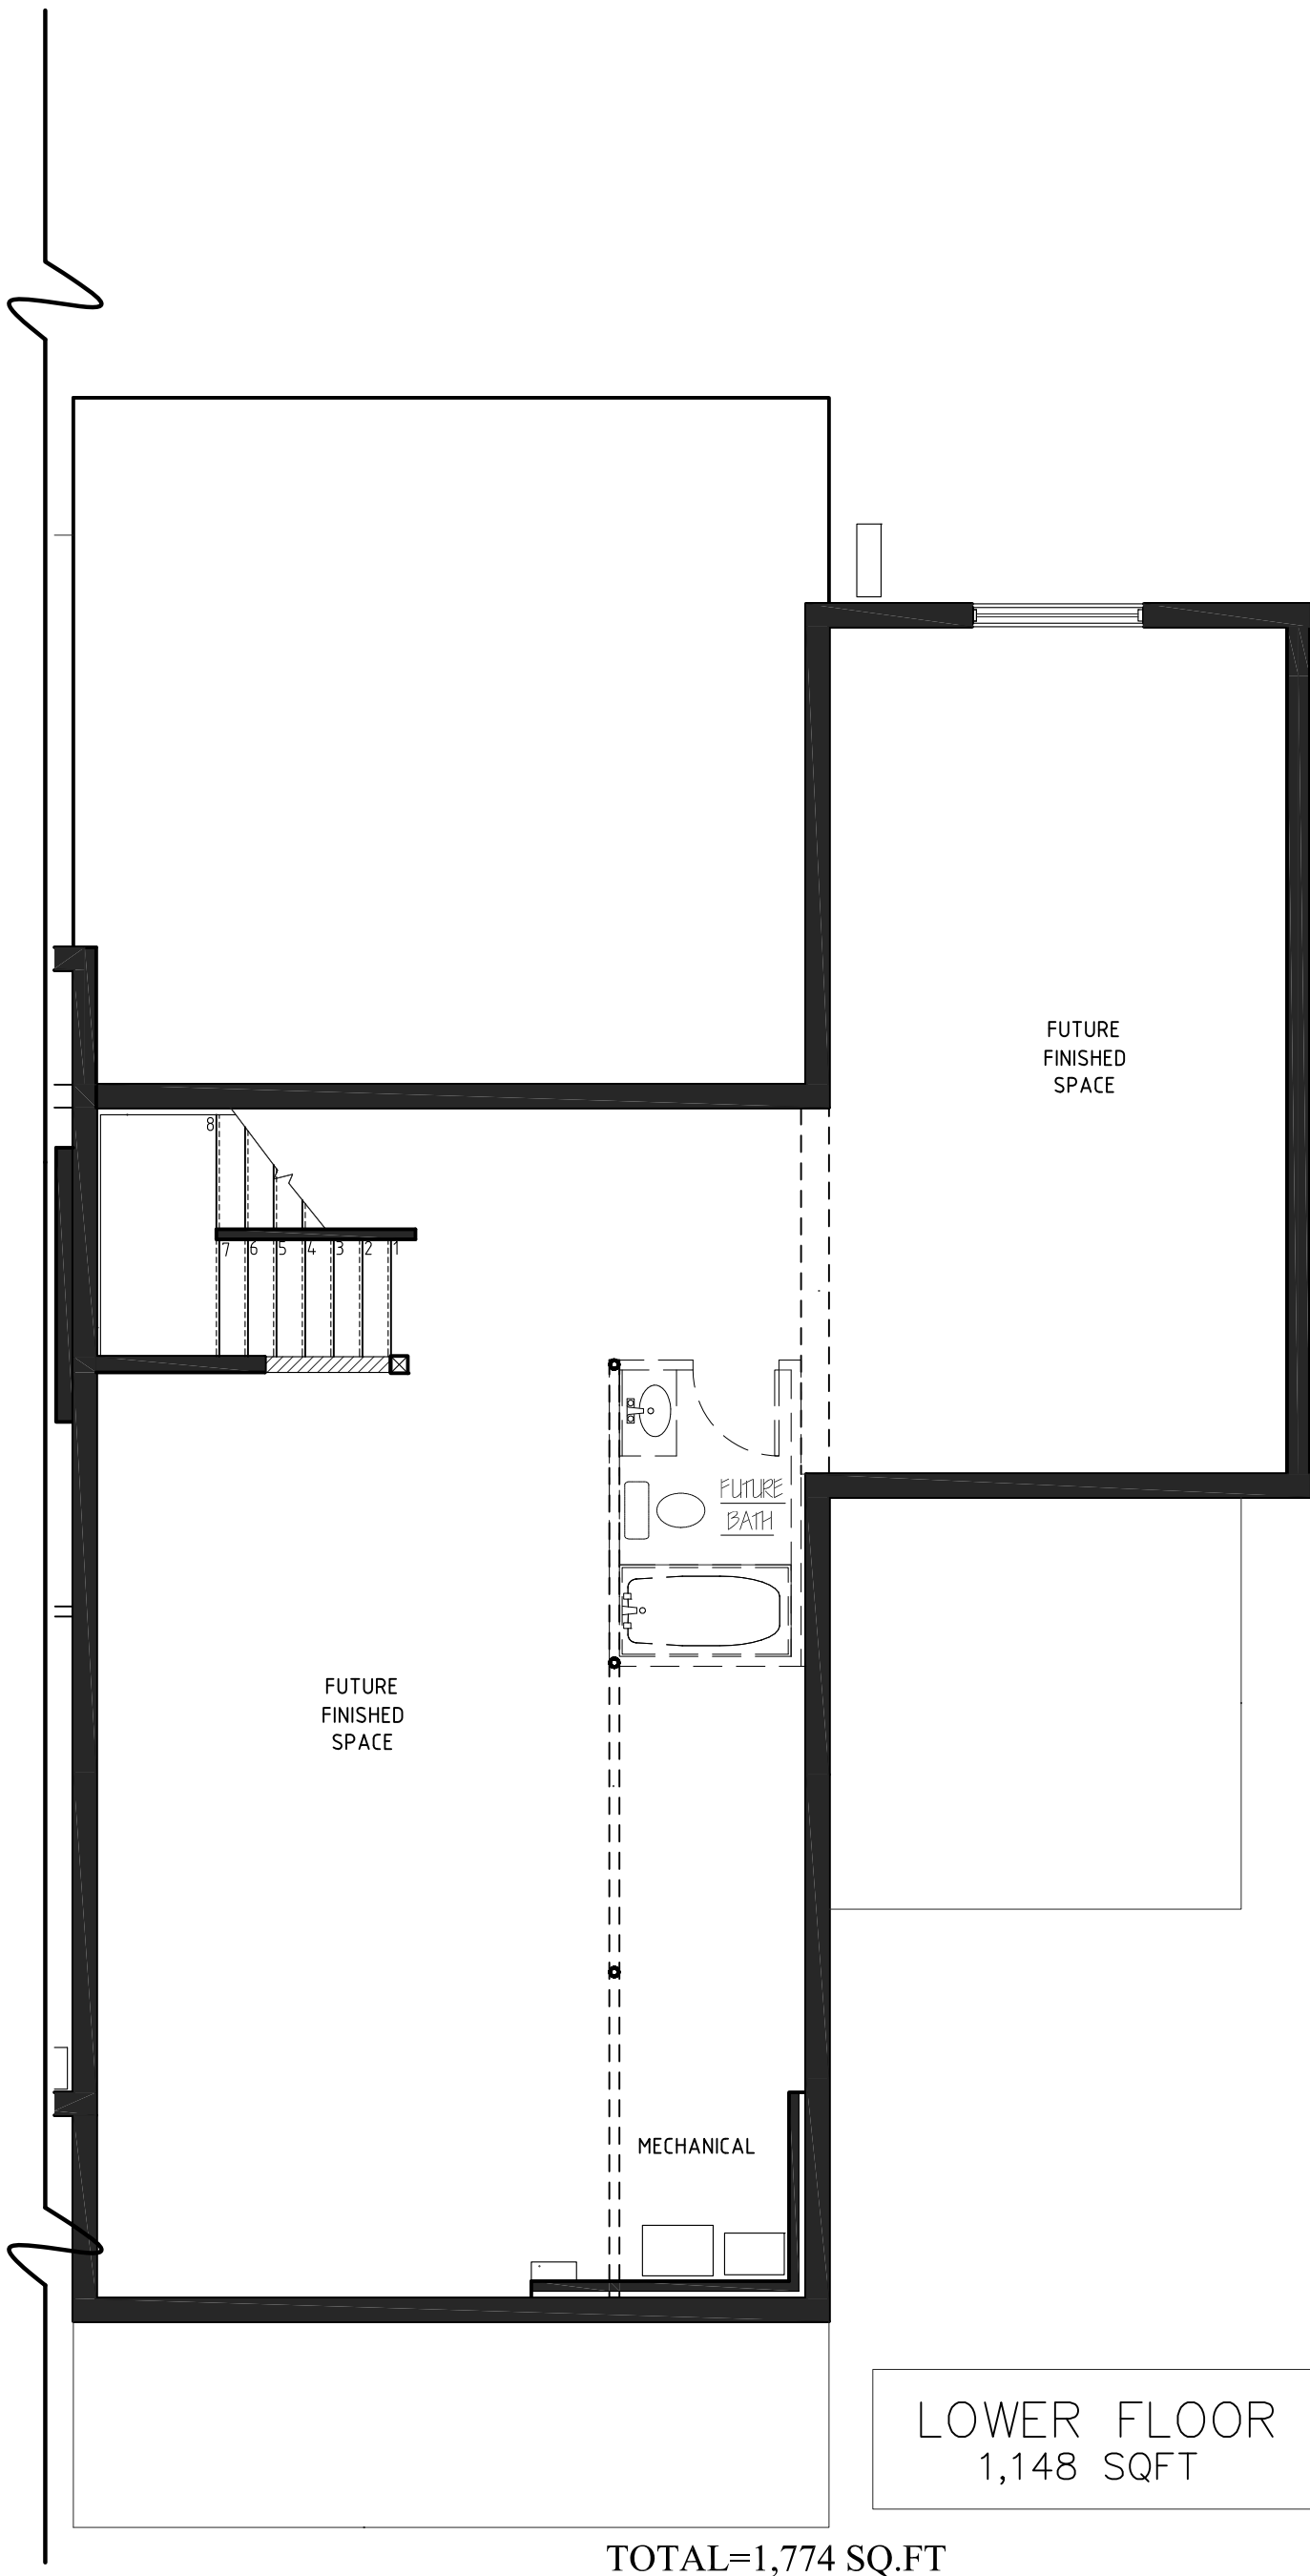 FUTURE
FINISHED
SPACE
8
7 6 5 4 3 2 1
FUTURE
BATH
FUTURE
FINISHED
SPACE
MECHANICAL
LOWER FLOOR
1,148 SQFT
TOTAL=1,774 SQ.FT